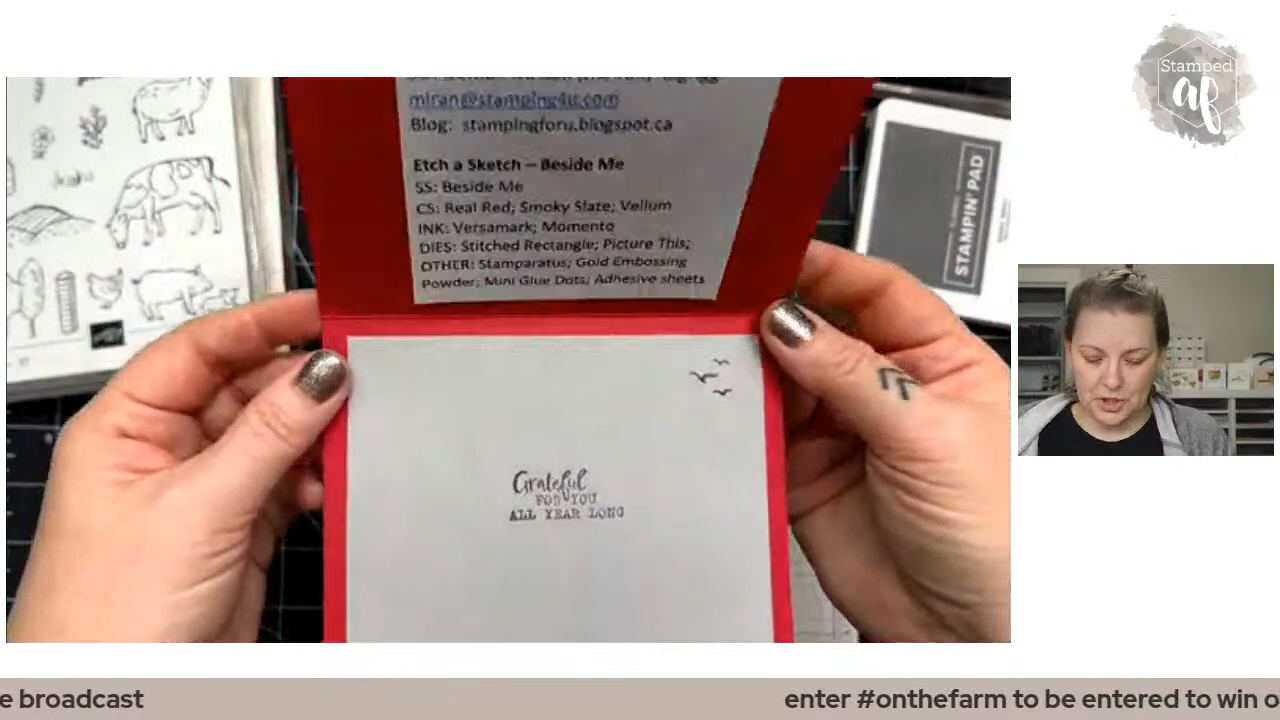 Stamped
af
miran@stamping4u.com
Blog: stampingforu.blogspot.ca
Etch a Sketch – Beside Me
SS: Beside Me
CS: Real Red; Smoky Slaze; Vellum
INK: Versamark; Momento
DIES: Stitched Rectangle; Picture This;
OTHER: Stamparatus; Gold Embossing
Powder; Mini Glue Dots; Adhesive sheets
STAMPIN' PAD
Grateful
FOR YOU
ALL YEAR LONG
e broadcast
enter #onthefarm to be entered to win o